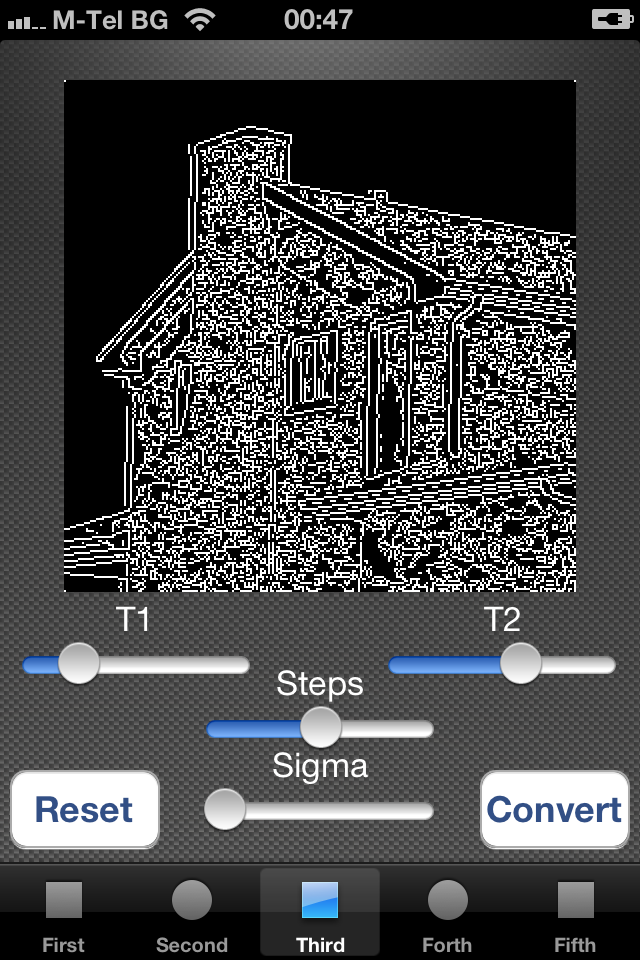 M-Tel BG 00:47
T1 T2
Steps
Sigma
Reset Convert
First Second Third Forth Fifth